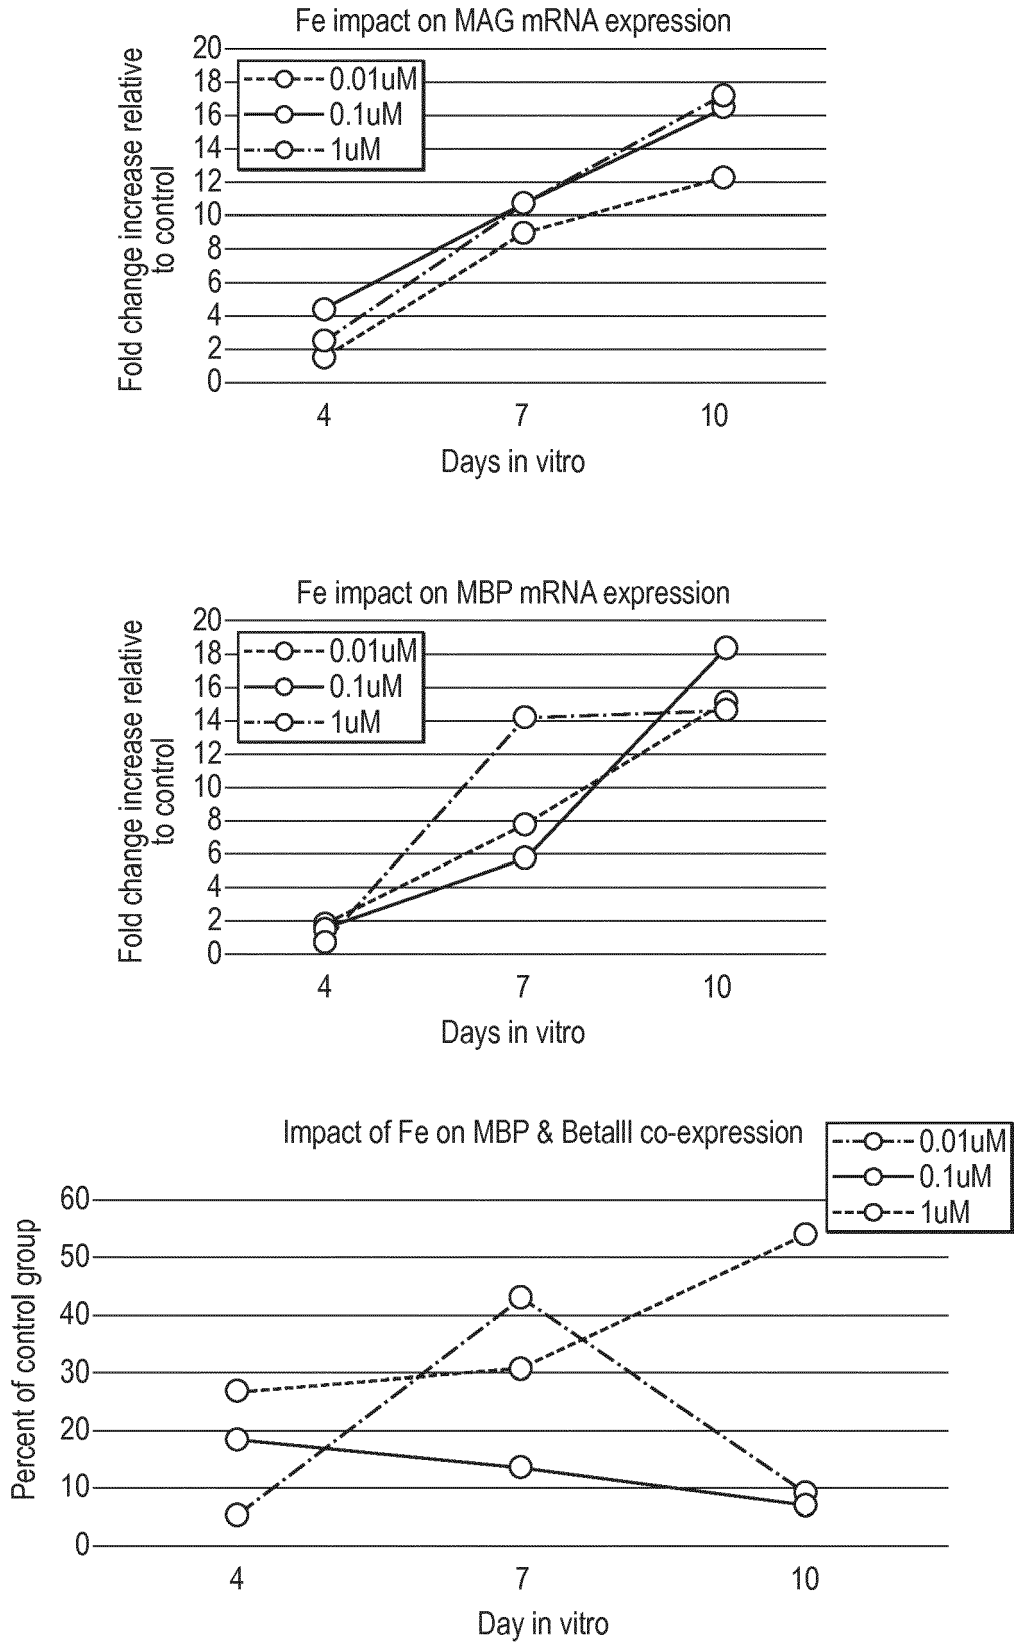 Fe impact on MAG mRNA expression
20
18
16
14
12
10
8
6
4
2
0
0.01uM
0.1uM
1uM
Fold change increase relative
to control
4 7 10
Days in vitro
Fe impact on MBP mRNA expression
20
18
16
14
12
10
8
6
4
2
0
0.01uM
0.1uM
1uM
Fold change increase relative
to control
4 7 10
Days in vitro
Impact of Fe on MBP & BetaIII co-expression
0.01uM
0.1uM
1uM
60
50
40
30
20
10
0
Percent of control group
4 7 10
Day in vitro